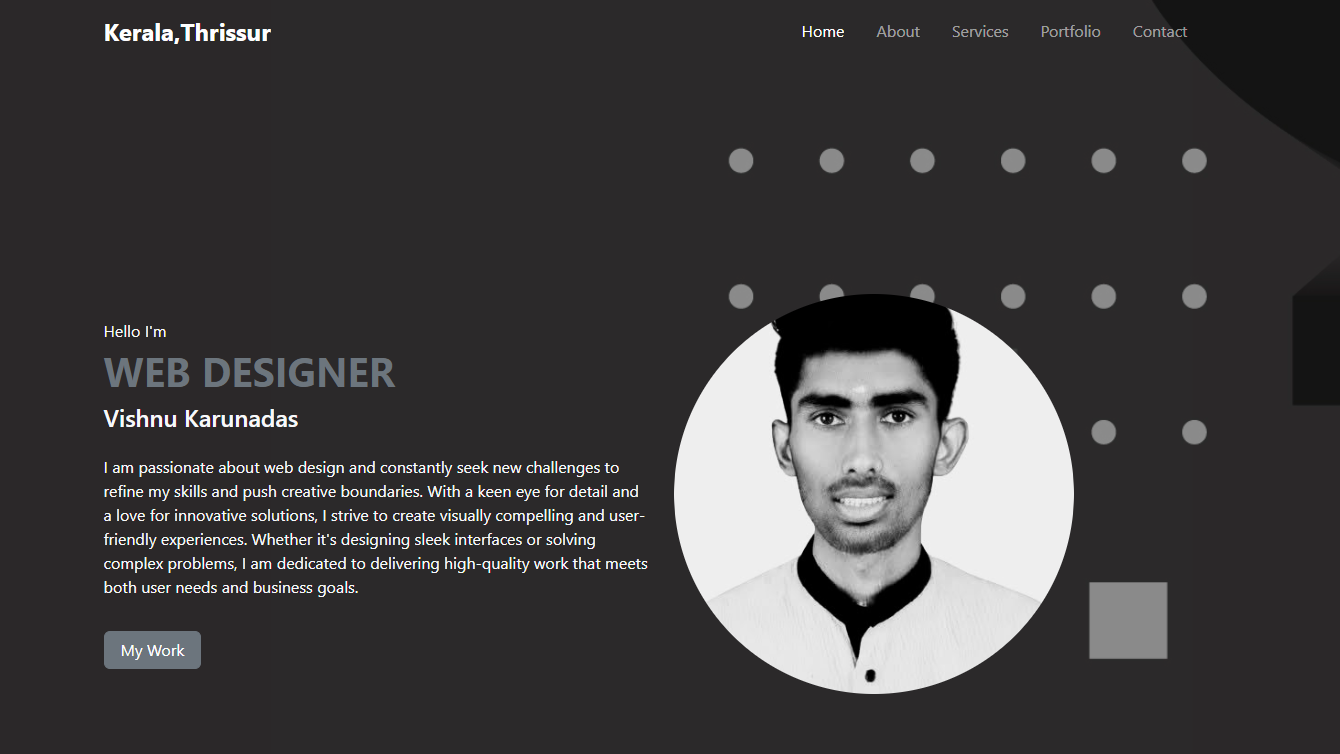 Kerala,Thrissur
Home About Services Portfolio Contact
Hello I'm
WEB DESIGNER
Vishnu Karunadas
I am passionate about web design and constantly seek new challenges to
refine my skills and push creative boundaries. With a keen eye for detail and
a love for innovative solutions, I strive to create visually compelling and user-
friendly experiences. Whether it's designing sleek interfaces or solving
complex problems, I am dedicated to delivering high-quality work that meets
both user needs and business goals.
My Work